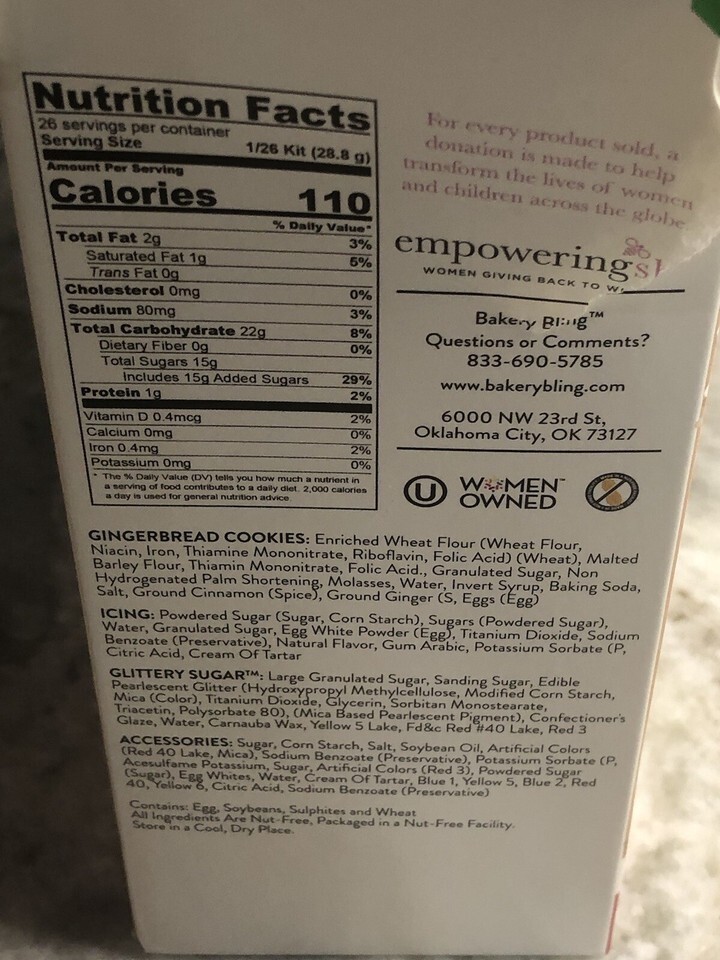 Nutrition Facts
26 servings per container
Serving Size 1/26 Kit (28.8 g)
Amount Per Serving
Calories 110
% Daily Value*
Total Fat 2g 3%
Saturated Fat 1g 5%
Trans Fat 0g
Cholesterol 0mg 0%
Sodium 80mg 3%
Total Carbohydrate 22g 8%
Dietary Fiber 0g 0%
Total Sugars 15g
Includes 15g Added Sugars 29%
Protein 1g 2%
Vitamin D 0.4mcg 2%
Calcium 0mg 0%
Iron 0.4mg 2%
Potassium 0mg 0%
* The % Daily Value (DV) tells you how much a nutrient in
a serving of food contributes to a daily diet. 2,000 calories
a day is used for general nutrition advice.
For every product sold, a
donation is made to help
transform the lives of women
and children across the globe.
empowerings
WOMEN GIVING BACK TO
Bakery Bling™
Questions or Comments?
833-690-5785
www.bakerybling.com
6000 NW 23rd St,
Oklahoma City, OK 73127
U WOMEN™
OWNED
GINGERBREAD COOKIES: Enriched Wheat Flour (Wheat Flour,
Niacin, Iron, Thiamine Mononitrate, Riboflavin, Folic Acid) (Wheat), Malted
Barley Flour, Thiamin Mononitrate, Folic Acid., Granulated Sugar, Non
Hydrogenated Palm Shortening, Molasses, Water, Invert Syrup, Baking Soda,
Salt, Ground Cinnamon (Spice), Ground Ginger (S, Eggs (Egg)
ICING: Powdered Sugar (Sugar, Corn Starch), Sugars (Powdered Sugar),
Water, Granulated Sugar, Egg White Powder (Egg), Titanium Dioxide, Sodium
Benzoate (Preservative), Natural Flavor, Gum Arabic, Potassium Sorbate (P,
Citric Acid, Cream Of Tartar
GLITTERY SUGAR™: Large Granulated Sugar, Sanding Sugar, Edible
Pearlescent Glitter (Hydroxypropyl Methylcellulose, Modified Corn Starch,
Mica (Color), Titanium Dioxide, Glycerin, Sorbitan Monostearate,
Triacetin, Polysorbate 80), (Mica Based Pearlescent Pigment), Confectioner's
Glaze, Water, Carnauba Wax, Yellow 5 Lake, Fd&c Red #40 Lake, Red 3
ACCESSORIES: Sugar, Corn Starch, Salt, Soybean Oil, Artificial Colors
(Red 40 Lake, Mica), Sodium Benzoate (Preservative), Potassium Sorbate (P,
Acesulfame Potassium, Sugar, Artificial Colors (Red 3), Powdered Sugar
(Sugar), Egg Whites, Water, Cream Of Tartar, Blue 1, Yellow 5, Blue 2, Red
40, Yellow 6, Citric Acid, Sodium Benzoate (Preservative)
Contains: Egg, Soybeans, Sulphites and Wheat
All Ingredients Are Nut-Free, Packaged in a Nut-Free Facility.
Store in a Cool, Dry Place.